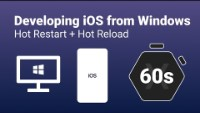 Developing iOS from Windows
Hot Restart + Hot Reload
iOS
60s